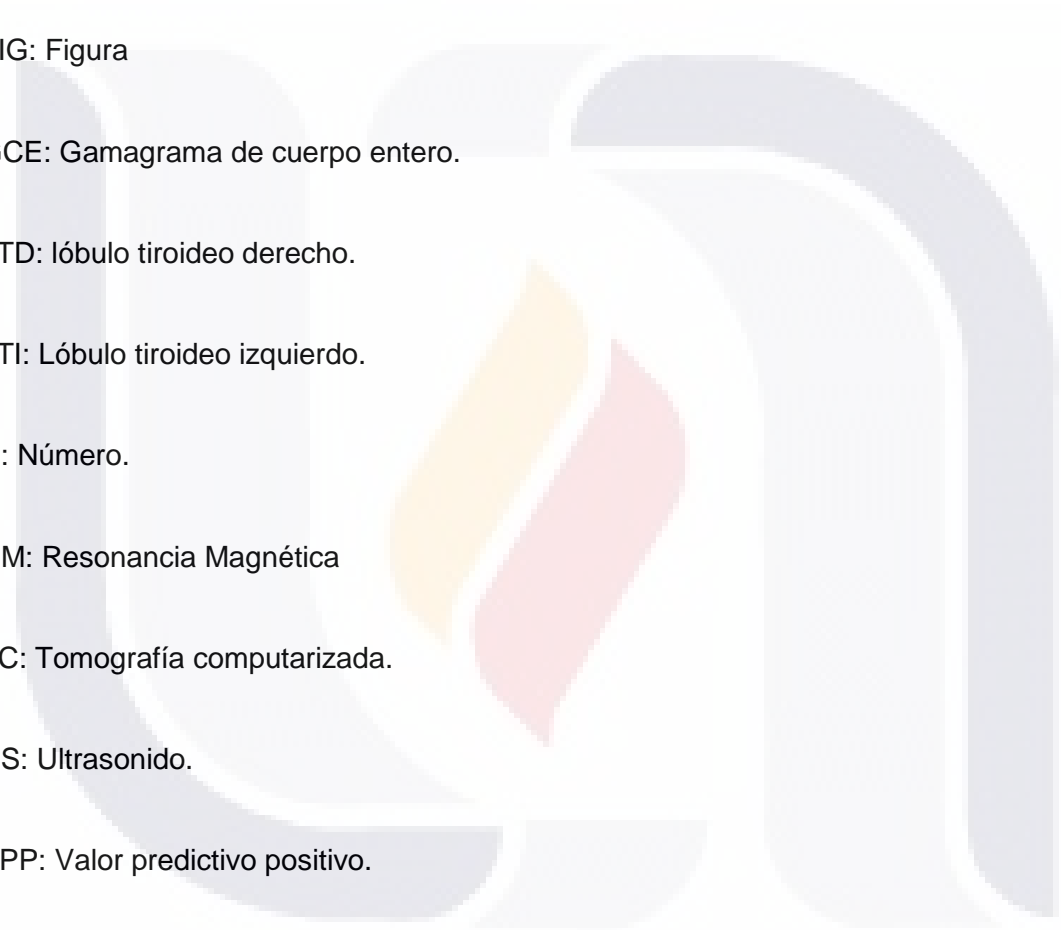 IG: Figura
CE: Gamagrama de cuerpo entero.
TD: lóbulo tiroideo derecho.
TI: Lóbulo tiroideo izquierdo.
: Número.
M: Resonancia Magnética
C: Tomografía computarizada.
S: Ultrasonido.
PP: Valor predictivo positivo.